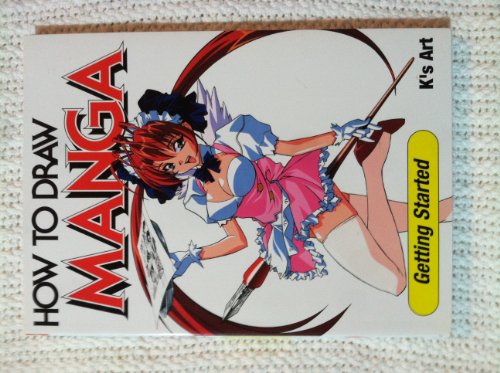 HOW TO DRAW
MANGA
Getting Started
K's Art